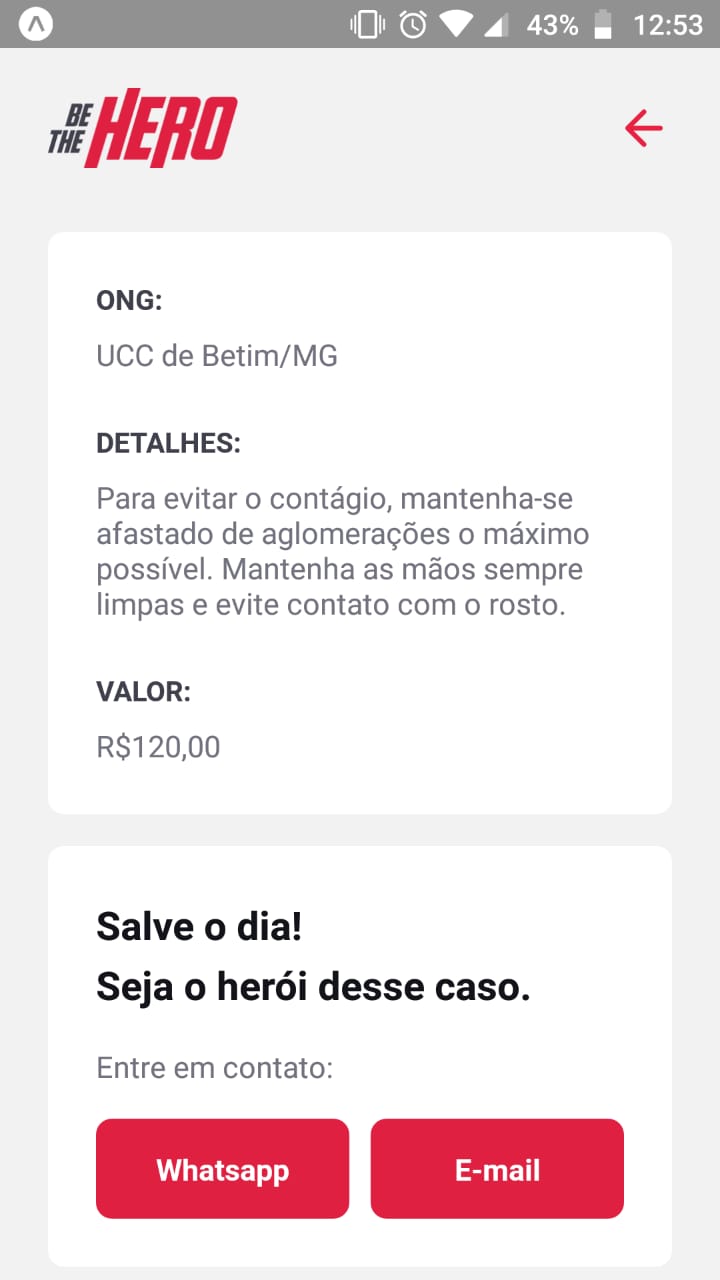 43% 12:53
BE
THE HERO
ONG:
UCC de Betim/MG
DETALHES:
Para evitar o contágio, mantenha-se
afastado de aglomerações o máximo
possível. Mantenha as mãos sempre
limpas e evite contato com o rosto.
VALOR:
R$120,00
Salve o dia!
Seja o herói desse caso.
Entre em contato:
Whatsapp E-mail